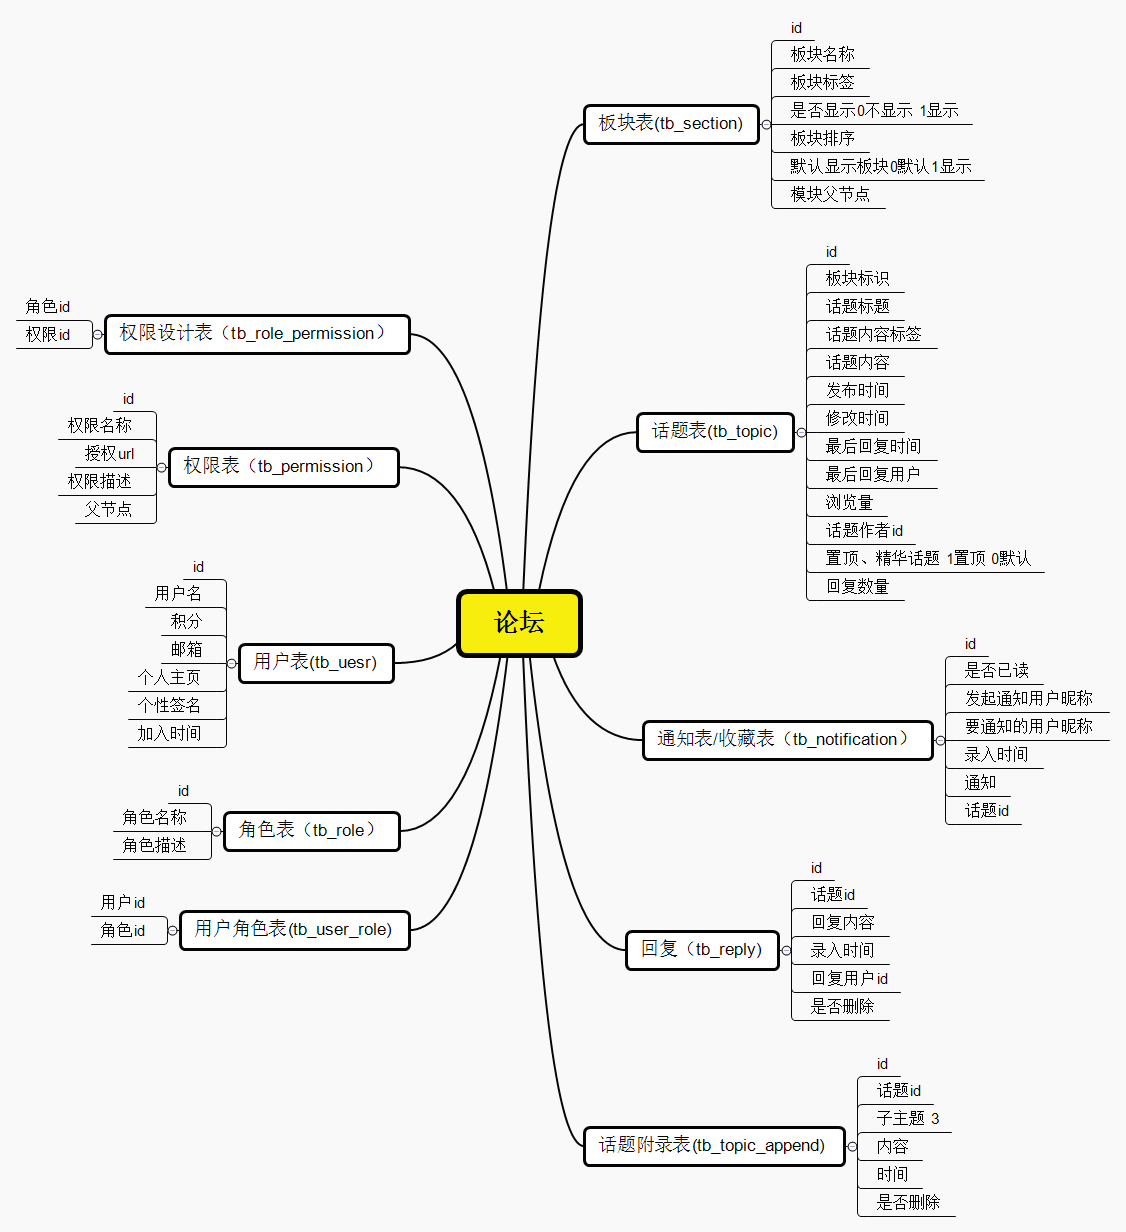 论坛
板块表(tb_section)
id
板块名称
板块标签
是否显示0不显示 1显示
板块排序
默认显示板块0默认1显示
模块父节点
话题表(tb_topic)
id
板块标识
话题标题
话题内容标签
话题内容
发布时间
修改时间
最后回复时间
最后回复用户
浏览量
话题作者id
置顶、精华话题 1置顶 0默认
回复数量
通知表/收藏表（tb_notification）
id
是否已读
发起通知用户昵称
要通知的用户昵称
录入时间
通知
话题id
回复（tb_reply)
id
话题id
回复内容
录入时间
回复用户id
是否删除
话题附录表(tb_topic_append)
id
话题id
子主题 3
内容
时间
是否删除
权限设计表（tb_role_permission）
角色id
权限id
权限表（tb_permission）
id
权限名称
授权url
权限描述
父节点
用户表(tb_uesr)
id
用户名
积分
邮箱
个人主页
个性签名
加入时间
角色表（tb_role）
id
角色名称
角色描述
用户角色表(tb_user_role)
用户id
角色id